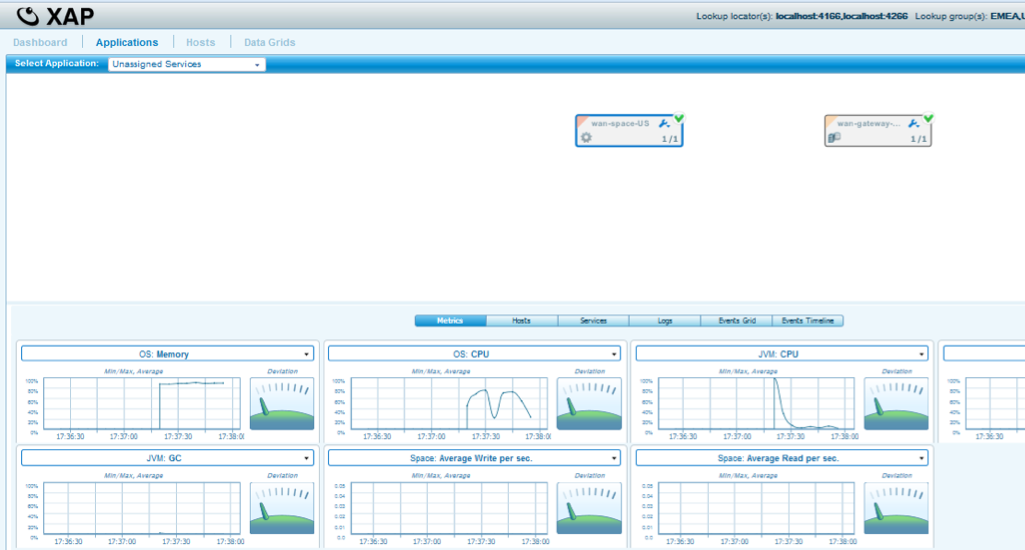 XAP
Lookup locator(s): localhost:4166,localhost:4266 Lookup group(s): EMEA,U
Dashboard Applications Hosts Data Grids
Select Application: Unassigned Services
wan-space-US wan-gateway-...
1/1 1/1
Metrics Hosts Services Logs Events Grid Events Timeline
OS: Memory OS: CPU JVM: CPU
Min/Max, Average Deviation Min/Max, Average Deviation Min/Max, Average Deviation
100% 100% 100% 100%
80% 80% 80% 80%
60% 60% 60% 60%
40% 40% 40% 40%
20% 20% 20% 20%
0% 0% 0% 0%
17:36:30 17:37:00 17:37:30 17:38:00 17:36:30 17:37:00 17:37:30 17:38:00 17:36:30 17:37:00 17:37:30 17:38:00 17:36:30
JVM: GC Space: Average Write per sec. Space: Average Read per sec.
Min/Max, Average Deviation Min/Max, Average Deviation Min/Max, Average Deviation
100% 0.05 0.05
80% 0.03 0.03
60% 0.03 0.03
40% 0.02 0.02
20% 0.01 0.01
0% 0.0 0.0
17:36:30 17:37:00 17:37:30 17:38:00 17:36:30 17:37:00 17:37:30 17:38:00 17:36:30 17:37:00 17:37:30 17:38:00